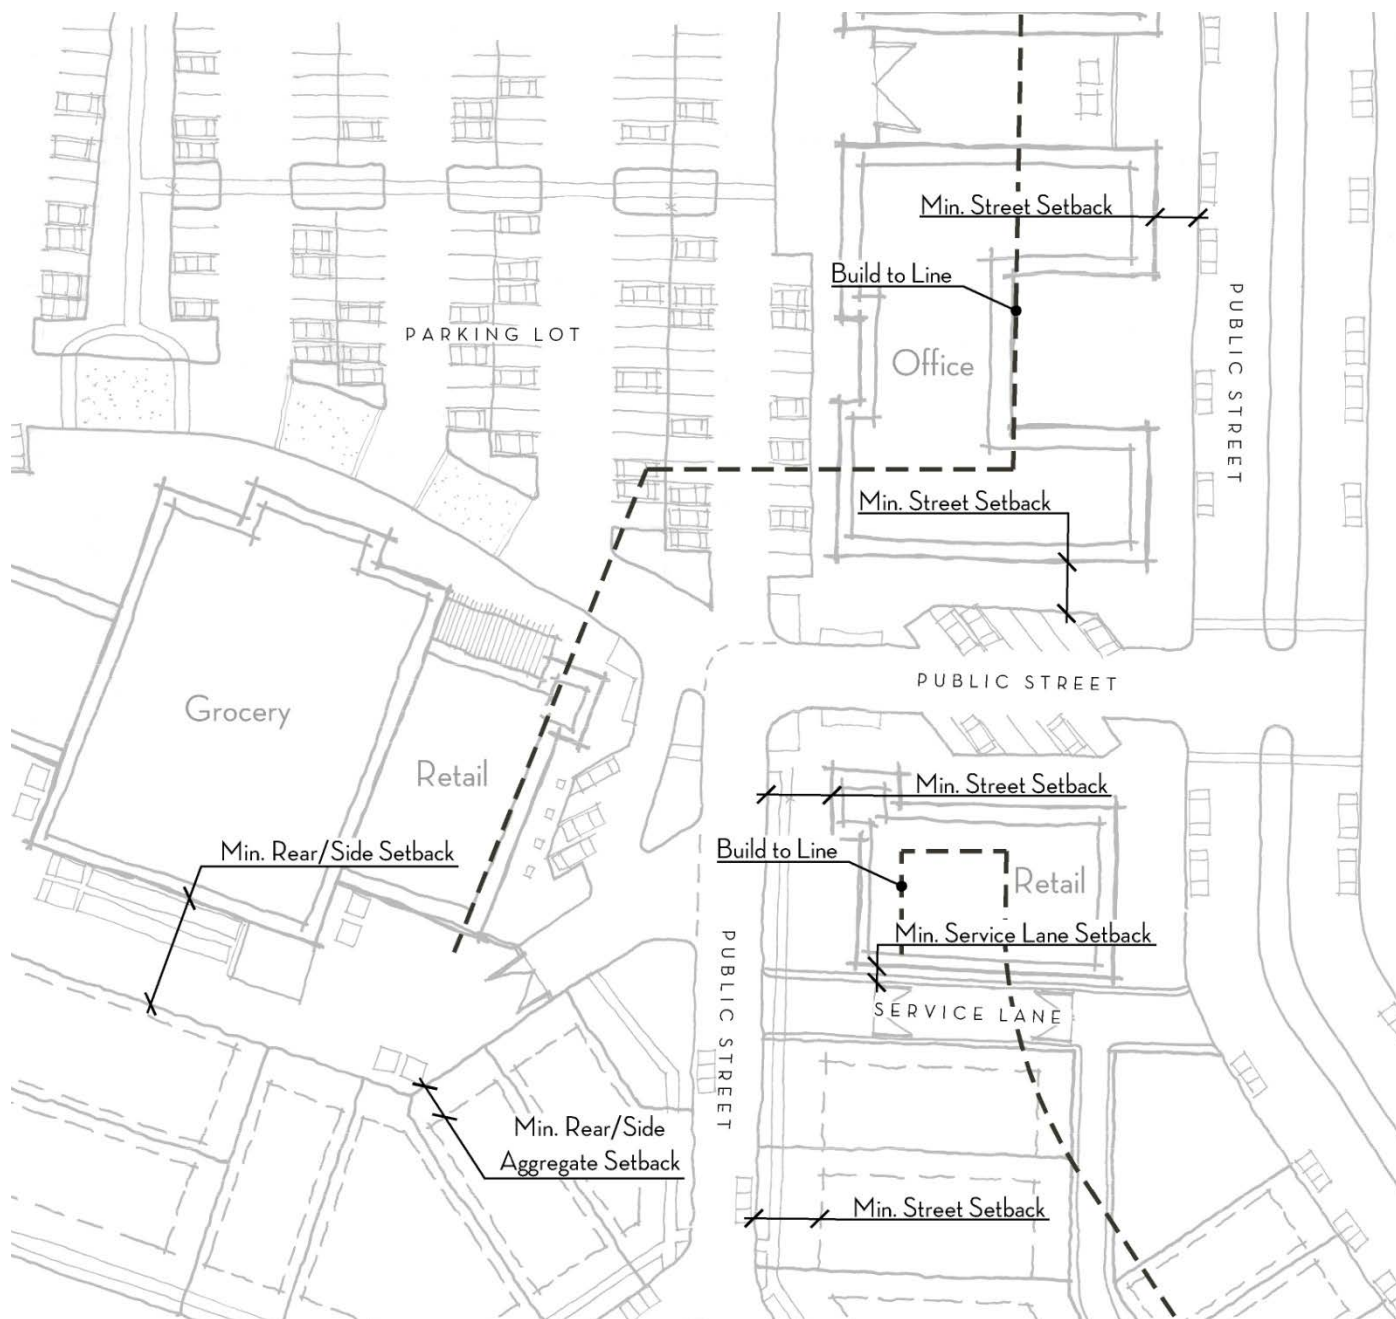 Min. Street Setback
Build to Line
PUBLIC STREET
PARKING LOT
Office
Min. Street Setback
PUBLIC STREET
Grocery
Retail
Min. Street Setback
Min. Rear/Side Setback
Build to Line
Retail
Min. Service Lane Setback
PUBLIC STREET
SERVICE LANE
Min. Rear/Side
Aggregate Setback
Min. Street Setback